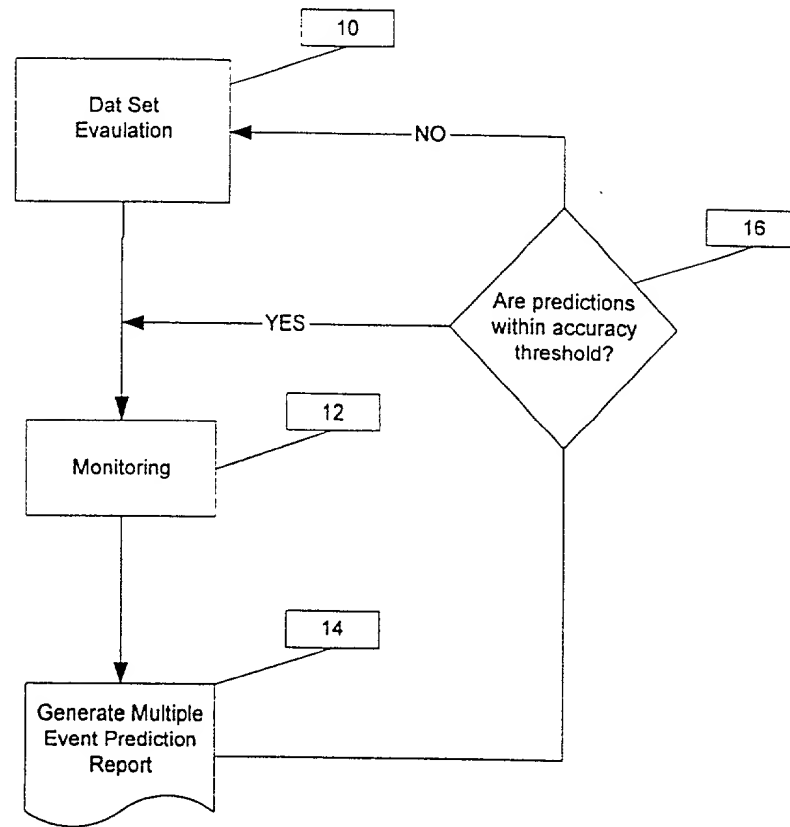 10
Dat Set
Evaulation
NO
16
Are predictions
within accuracy
threshold?
YES
12
Monitoring
14
Generate Multiple
Event Prediction
Report